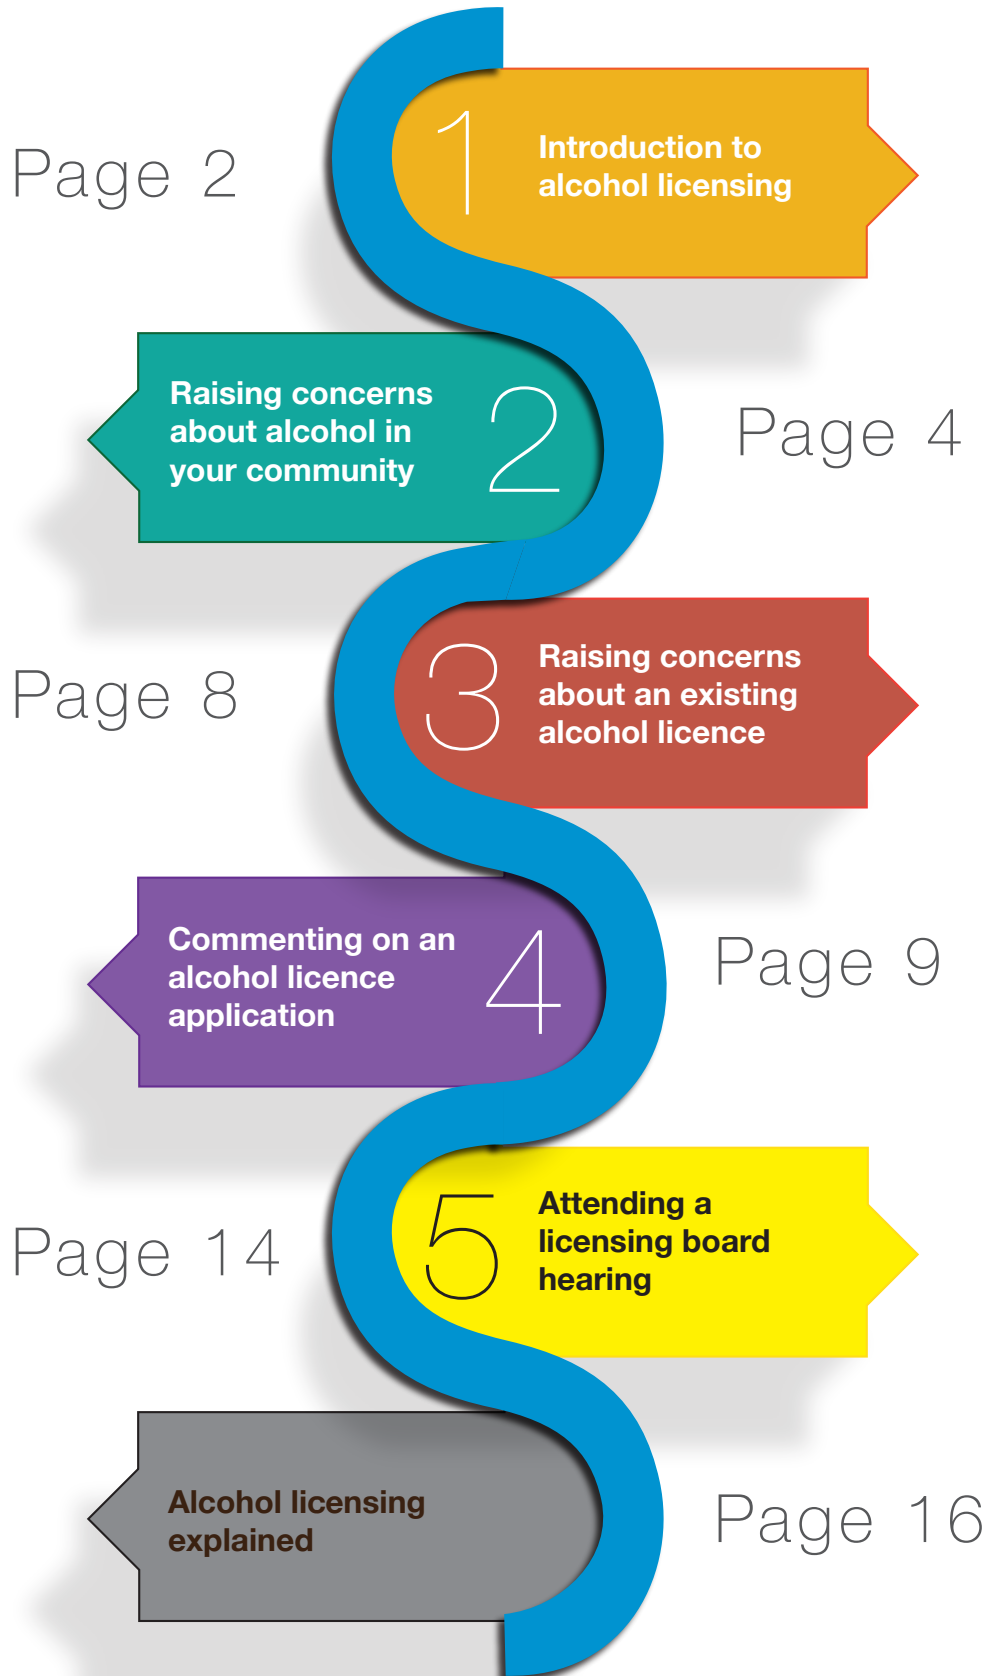 Page 2
1
Introduction to
alcohol licensing
Raising concerns
about alcohol in
your community
2
Page 4
Page 8
3
Raising concerns
about an existing
alcohol licence
Commenting on an
alcohol licence
application
4
Page 9
Page 14
5
Attending a
licensing board
hearing
Alcohol licensing
explained
Page 16